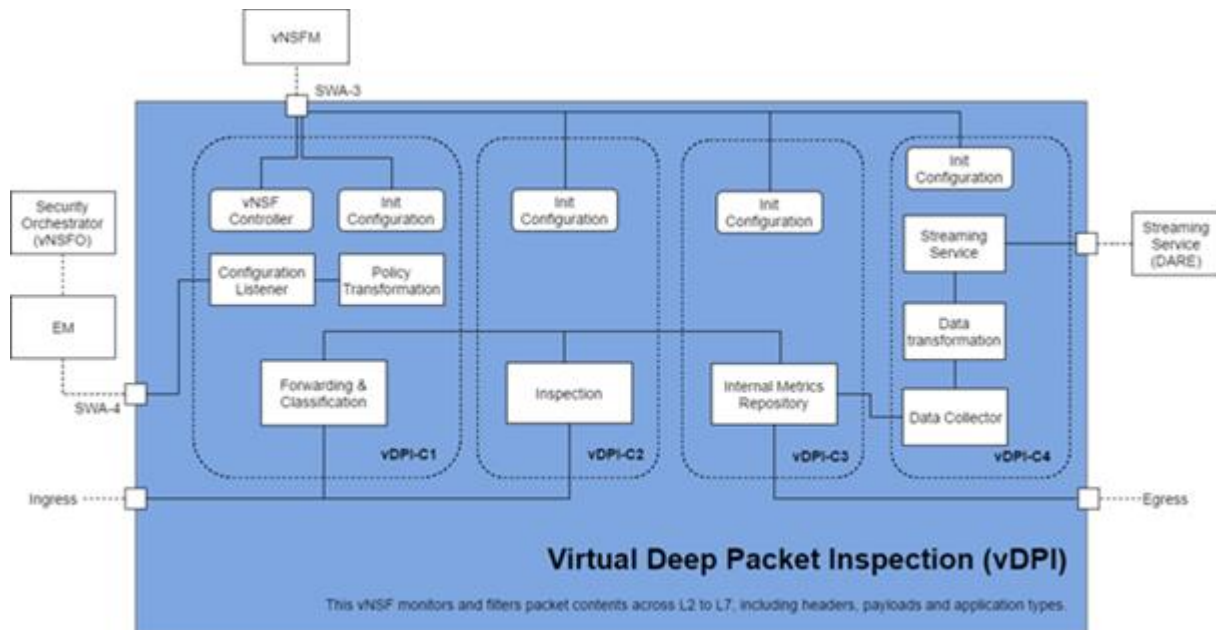 vNSFM
SWA-3
vNSF
Controller
Init
Configuration
Init
Configuration
Init
Configuration
Init
Configuration
Security
Orchestrator
(vNSFO)
Configuration
Listener
Policy
Transformation
Streaming
Service
Streaming
Service
(DARE)
EM
Data
transformation
Forwarding &
Classification
Inspection
Internal Metrics
Repository
Data Collector
SWA-4
vDPI-C1
vDPI-C2
vDPI-C3
vDPI-C4
Ingress
Egress
Virtual Deep Packet Inspection (vDPI)
This vNSF monitors and filters packet contents across L2 to L7, including headers, payloads and application types.